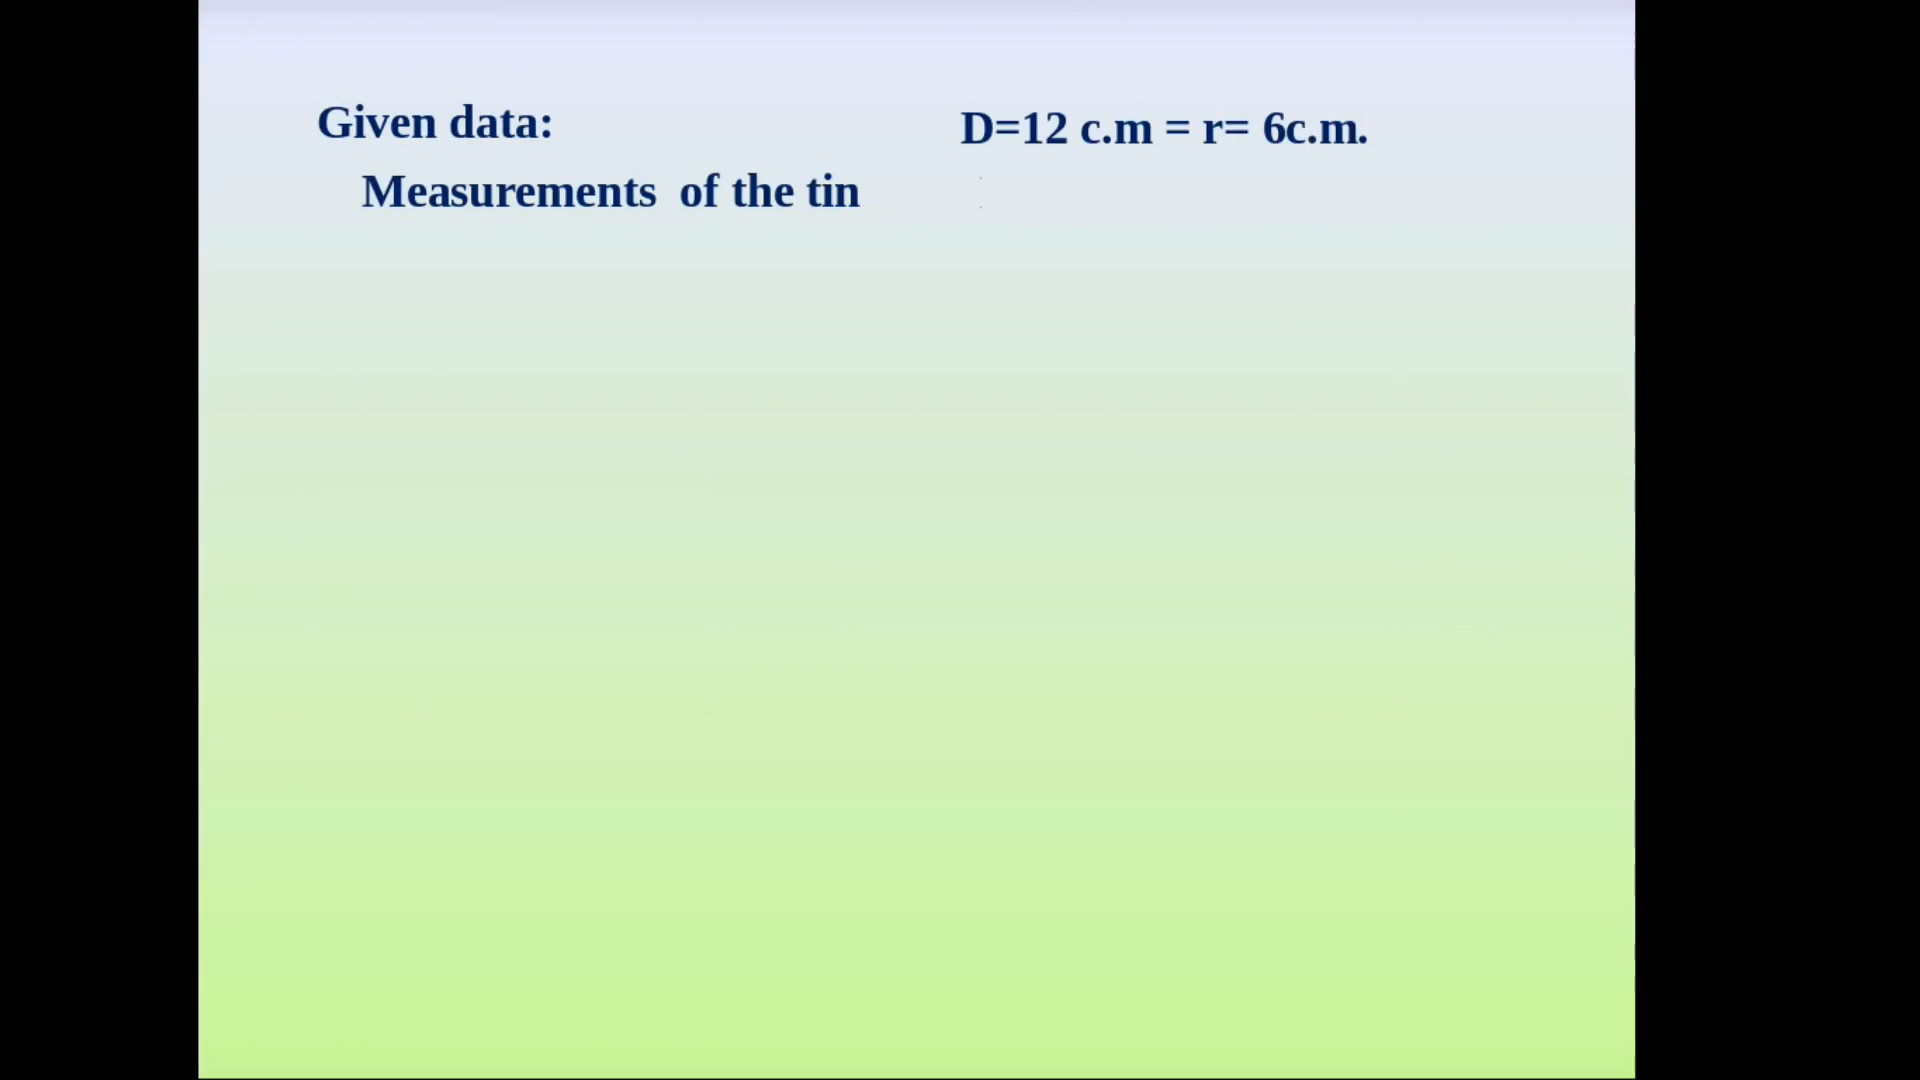 Given data:
D=12 c.m = r= 6c.m.
Measurements of the tin